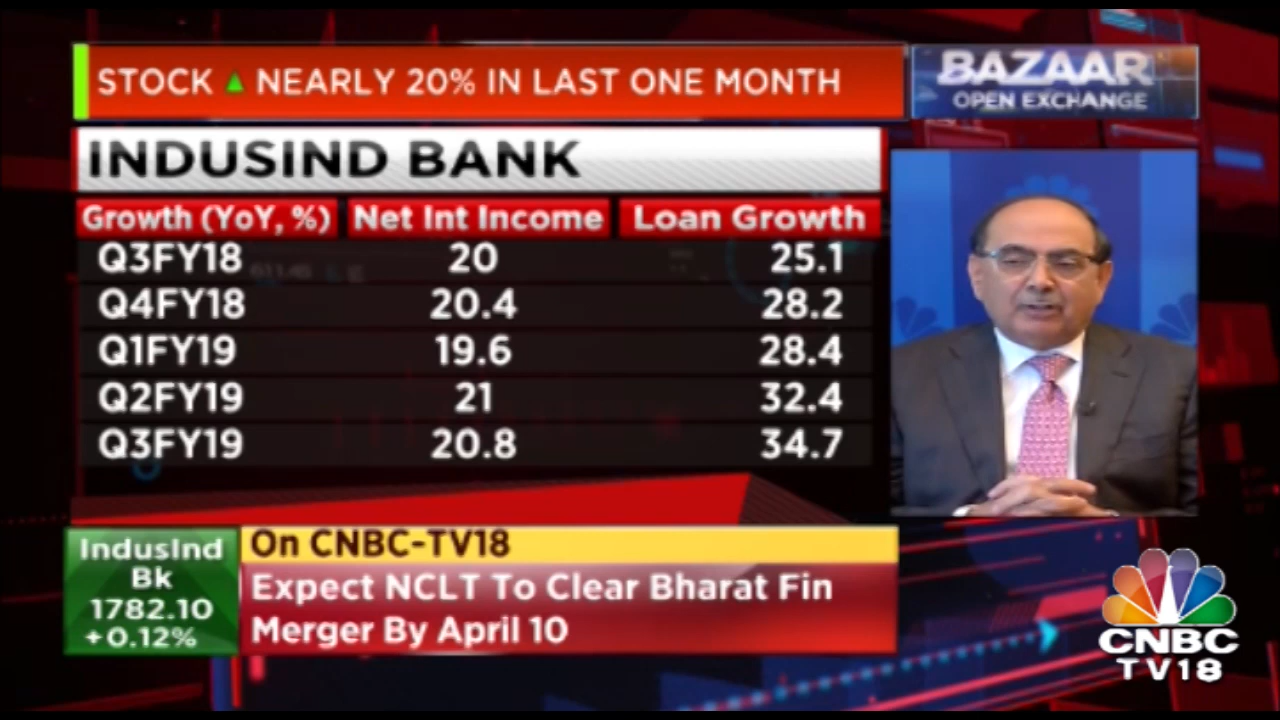 STOCK ▲ NEARLY 20% IN LAST ONE MONTH
BAZAAR
OPEN EXCHANGE
INDUSIND BANK
Growth (YoY, %) Net Int Income Loan Growth
Q3FY18 20 25.1
Q4FY18 20.4 28.2
Q1FY19 19.6 28.4
Q2FY19 21 32.4
Q3FY19 20.8 34.7
IndusInd
Bk
1782.10
+0.12%
On CNBC-TV18
Expect NCLT To Clear Bharat Fin
Merger By April 10
CNBC
TV18